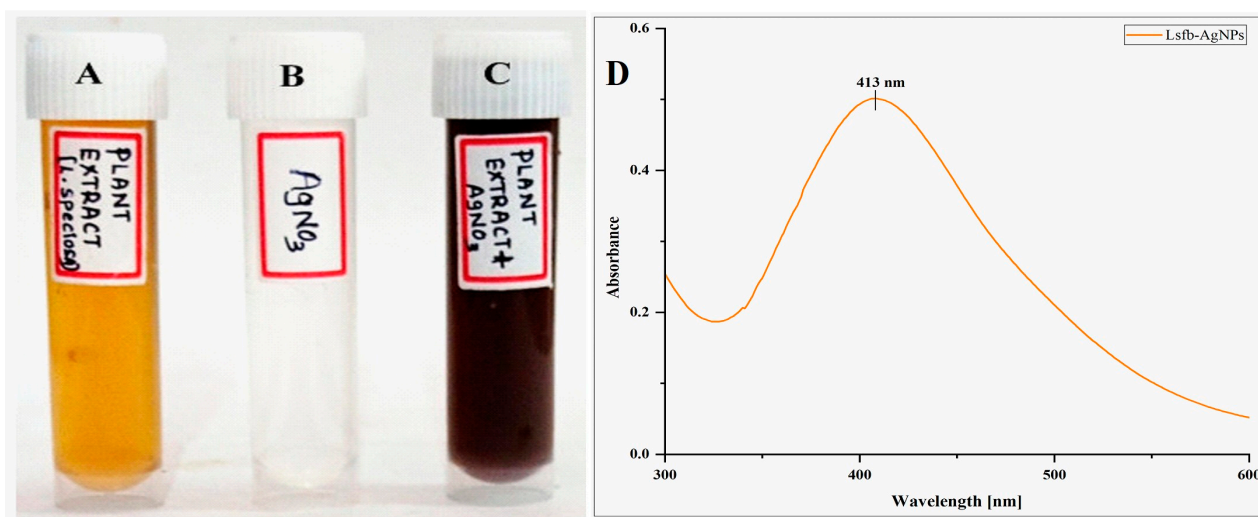 A
B
C
PLANT
EXTRACT
[L. speciosa)
AgNO3
PLANT
EXTRACT+
AgNO3
D
Lsfb-AgNPs
413 nm
0.6
0.4
0.2
0.0
Absorbance
300
400
500
600
Wavelength [nm]